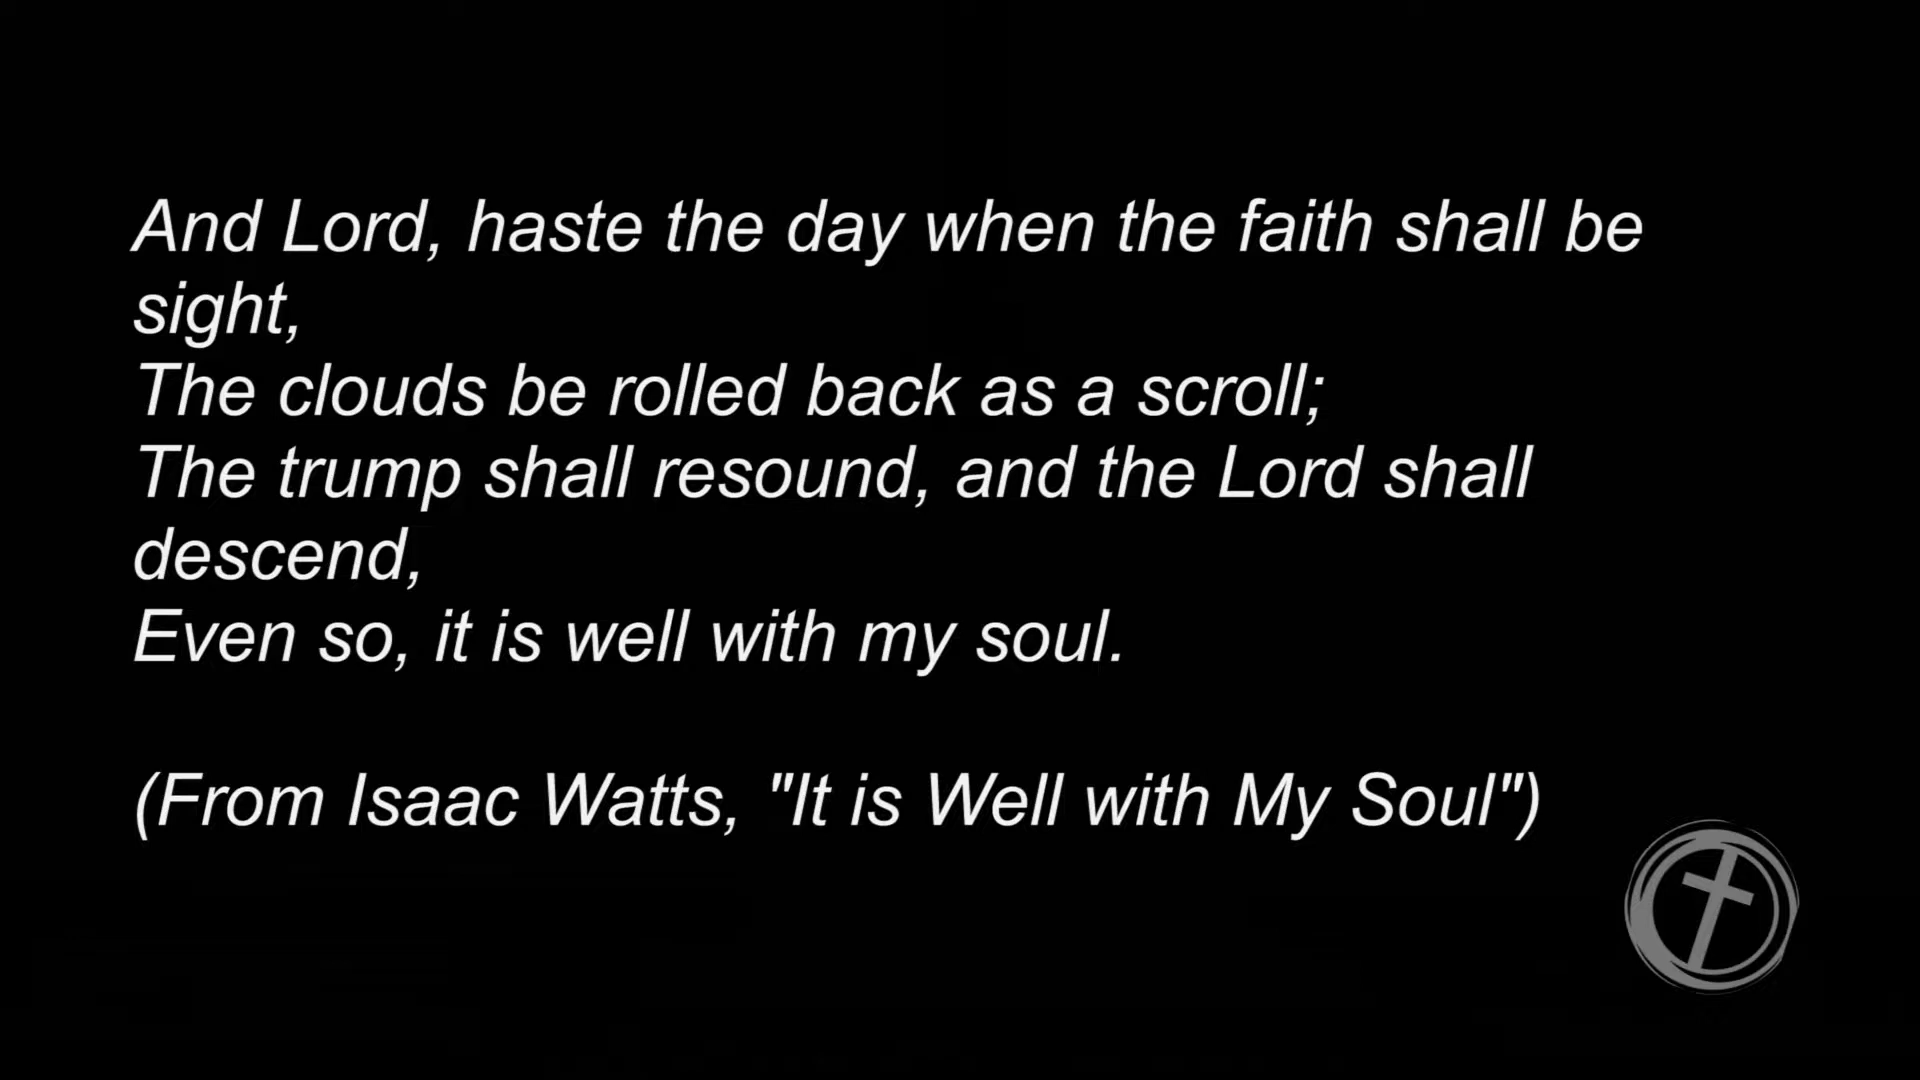 And Lord, haste the day when the faith shall be
sight,
The clouds be rolled back as a scroll;
The trump shall resound, and the Lord shall
descend,
Even so, it is well with my soul.
(From Isaac Watts, "It is Well with My Soul")